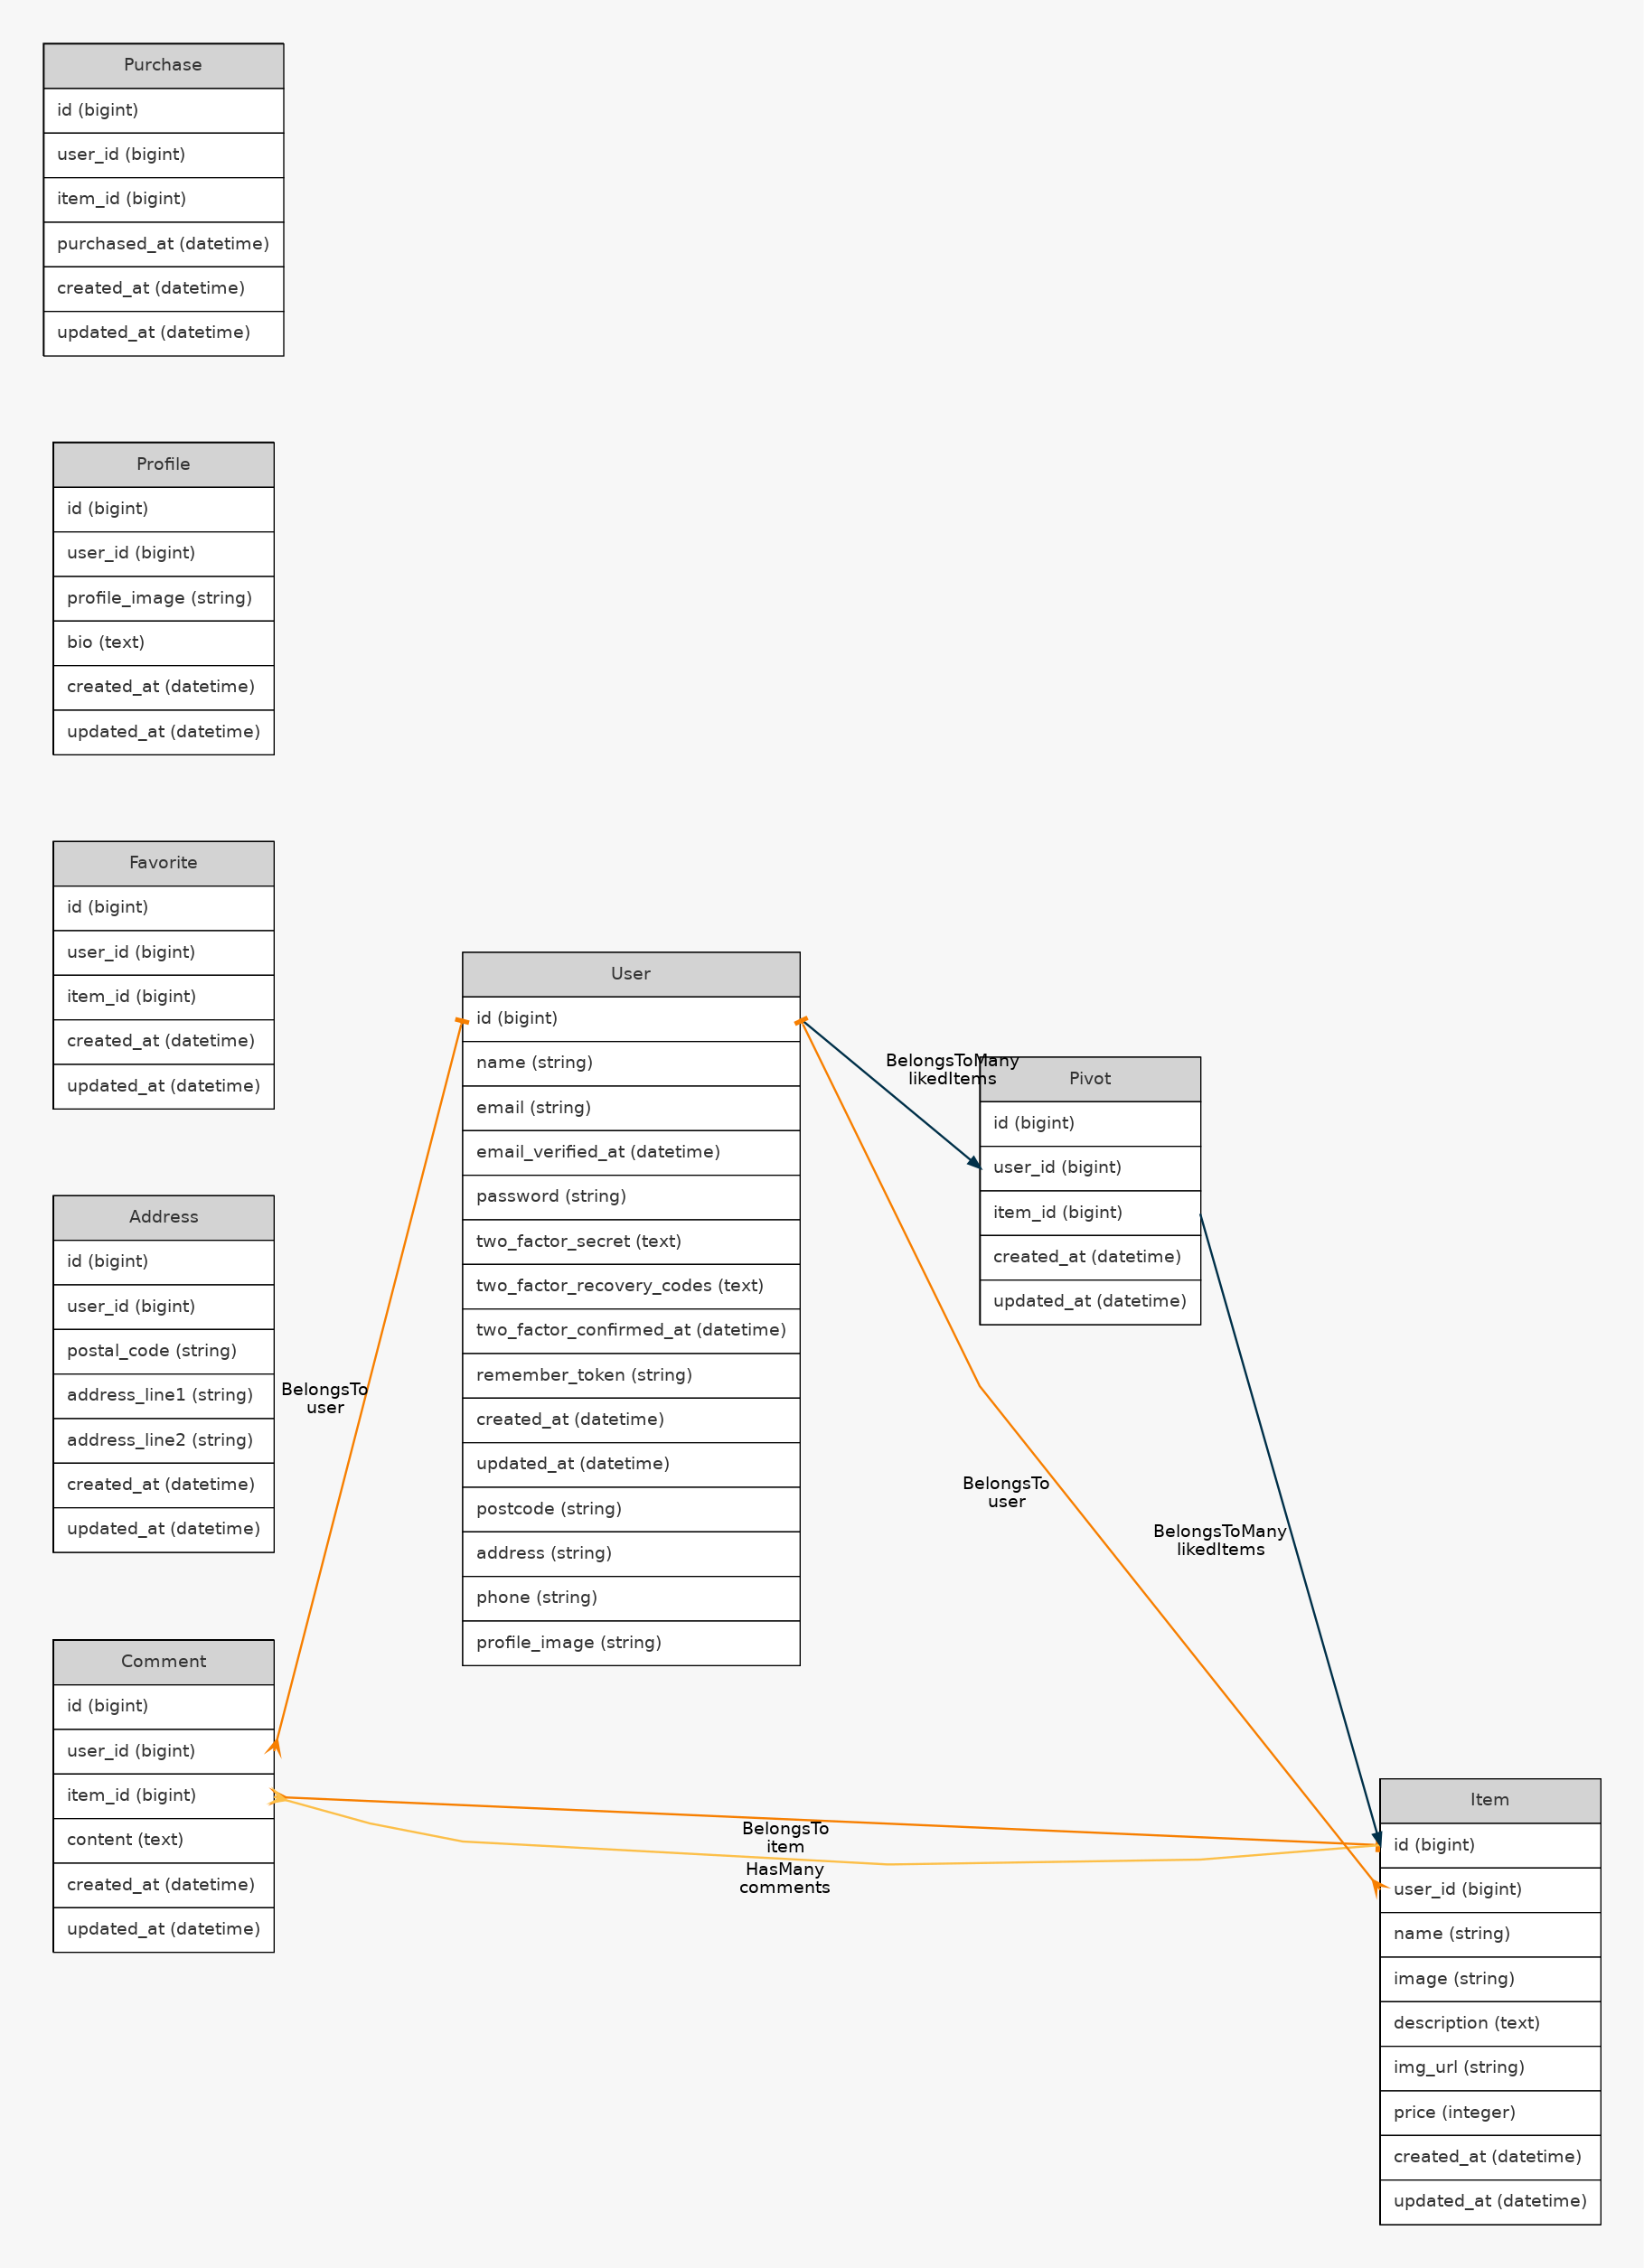 Purchase
id (bigint)
user_id (bigint)
item_id (bigint)
purchased_at (datetime)
created_at (datetime)
updated_at (datetime)
Profile
id (bigint)
user_id (bigint)
profile_image (string)
bio (text)
created_at (datetime)
updated_at (datetime)
Favorite
id (bigint)
user_id (bigint)
item_id (bigint)
created_at (datetime)
updated_at (datetime)
Address
id (bigint)
user_id (bigint)
postal_code (string)
address_line1 (string)
address_line2 (string)
created_at (datetime)
updated_at (datetime)
Comment
id (bigint)
user_id (bigint)
item_id (bigint)
content (text)
created_at (datetime)
updated_at (datetime)
BelongsTo
user
User
id (bigint)
name (string)
email (string)
email_verified_at (datetime)
password (string)
two_factor_secret (text)
two_factor_recovery_codes (text)
two_factor_confirmed_at (datetime)
remember_token (string)
created_at (datetime)
updated_at (datetime)
postcode (string)
address (string)
phone (string)
profile_image (string)
BelongsToMany
likedItems
Pivot
id (bigint)
user_id (bigint)
item_id (bigint)
created_at (datetime)
updated_at (datetime)
BelongsTo
user
BelongsToMany
likedItems
BelongsTo
item
HasMany
comments
Item
id (bigint)
user_id (bigint)
name (string)
image (string)
description (text)
img_url (string)
price (integer)
created_at (datetime)
updated_at (datetime)